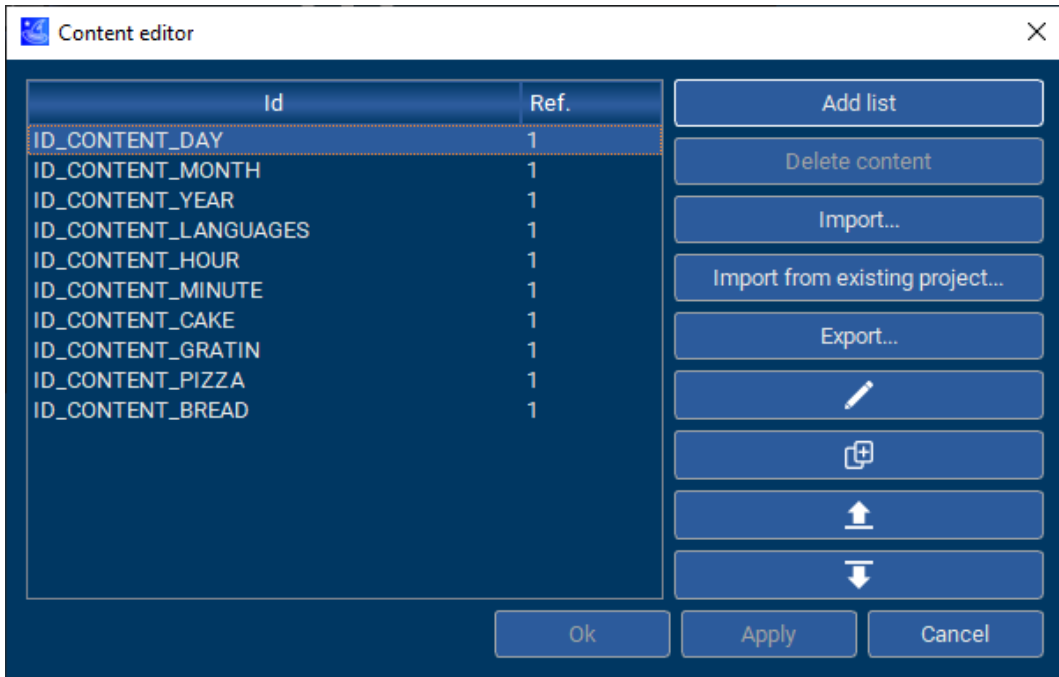 Content editor
Id Ref.
ID_CONTENT_DAY 1
ID_CONTENT_MONTH 1
ID_CONTENT_YEAR 1
ID_CONTENT_LANGUAGES 1
ID_CONTENT_HOUR 1
ID_CONTENT_MINUTE 1
ID_CONTENT_CAKE 1
ID_CONTENT_GRATIN 1
ID_CONTENT_PIZZA 1
ID_CONTENT_BREAD 1
Add list
Delete content
Import...
Import from existing project...
Export...
Ok Apply Cancel